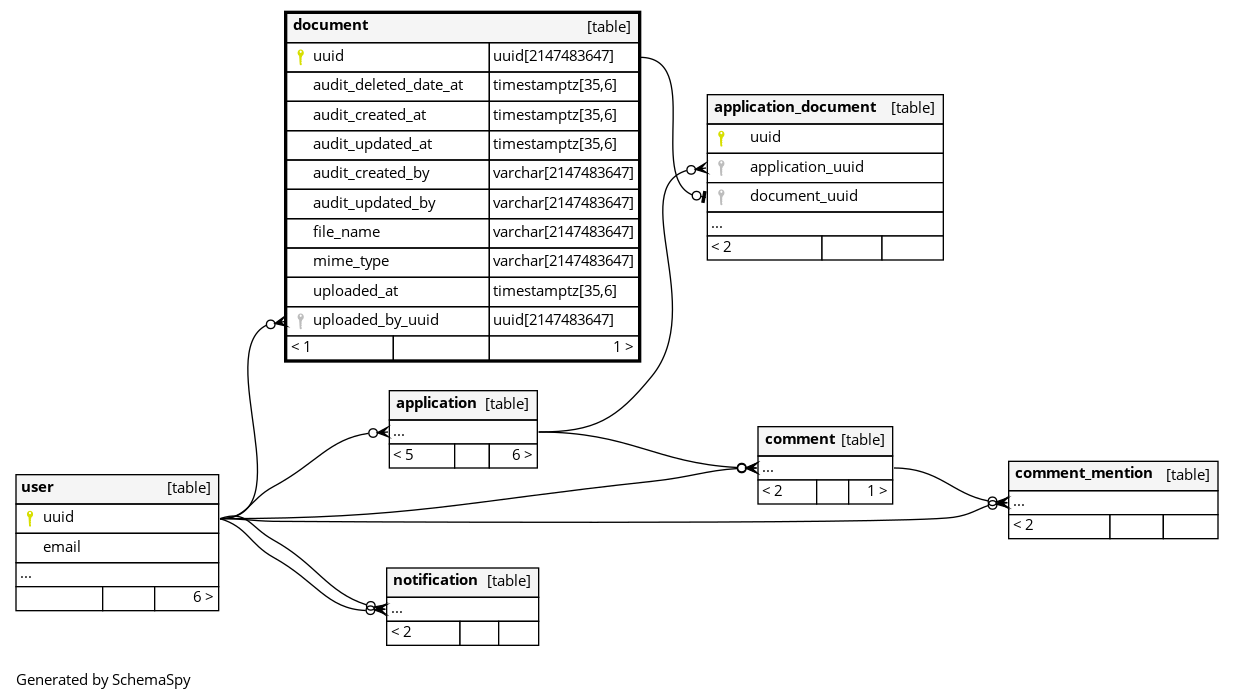 document [table]
uuid uuid[2147483647]
audit_deleted_date_at timestamptz[35,6]
audit_created_at timestamptz[35,6]
audit_updated_at timestamptz[35,6]
audit_created_by varchar[2147483647]
audit_updated_by varchar[2147483647]
file_name varchar[2147483647]
mime_type varchar[2147483647]
uploaded_at timestamptz[35,6]
uploaded_by_uuid uuid[2147483647]
< 1 1 >
application_document [table]
uuid
application_uuid
document_uuid
...
< 2
application [table]
...
< 5 6 >
comment [table]
...
< 2 1 >
comment_mention [table]
...
< 2
user [table]
uuid
email
...
6 >
notification [table]
...
< 2
Generated by SchemaSpy